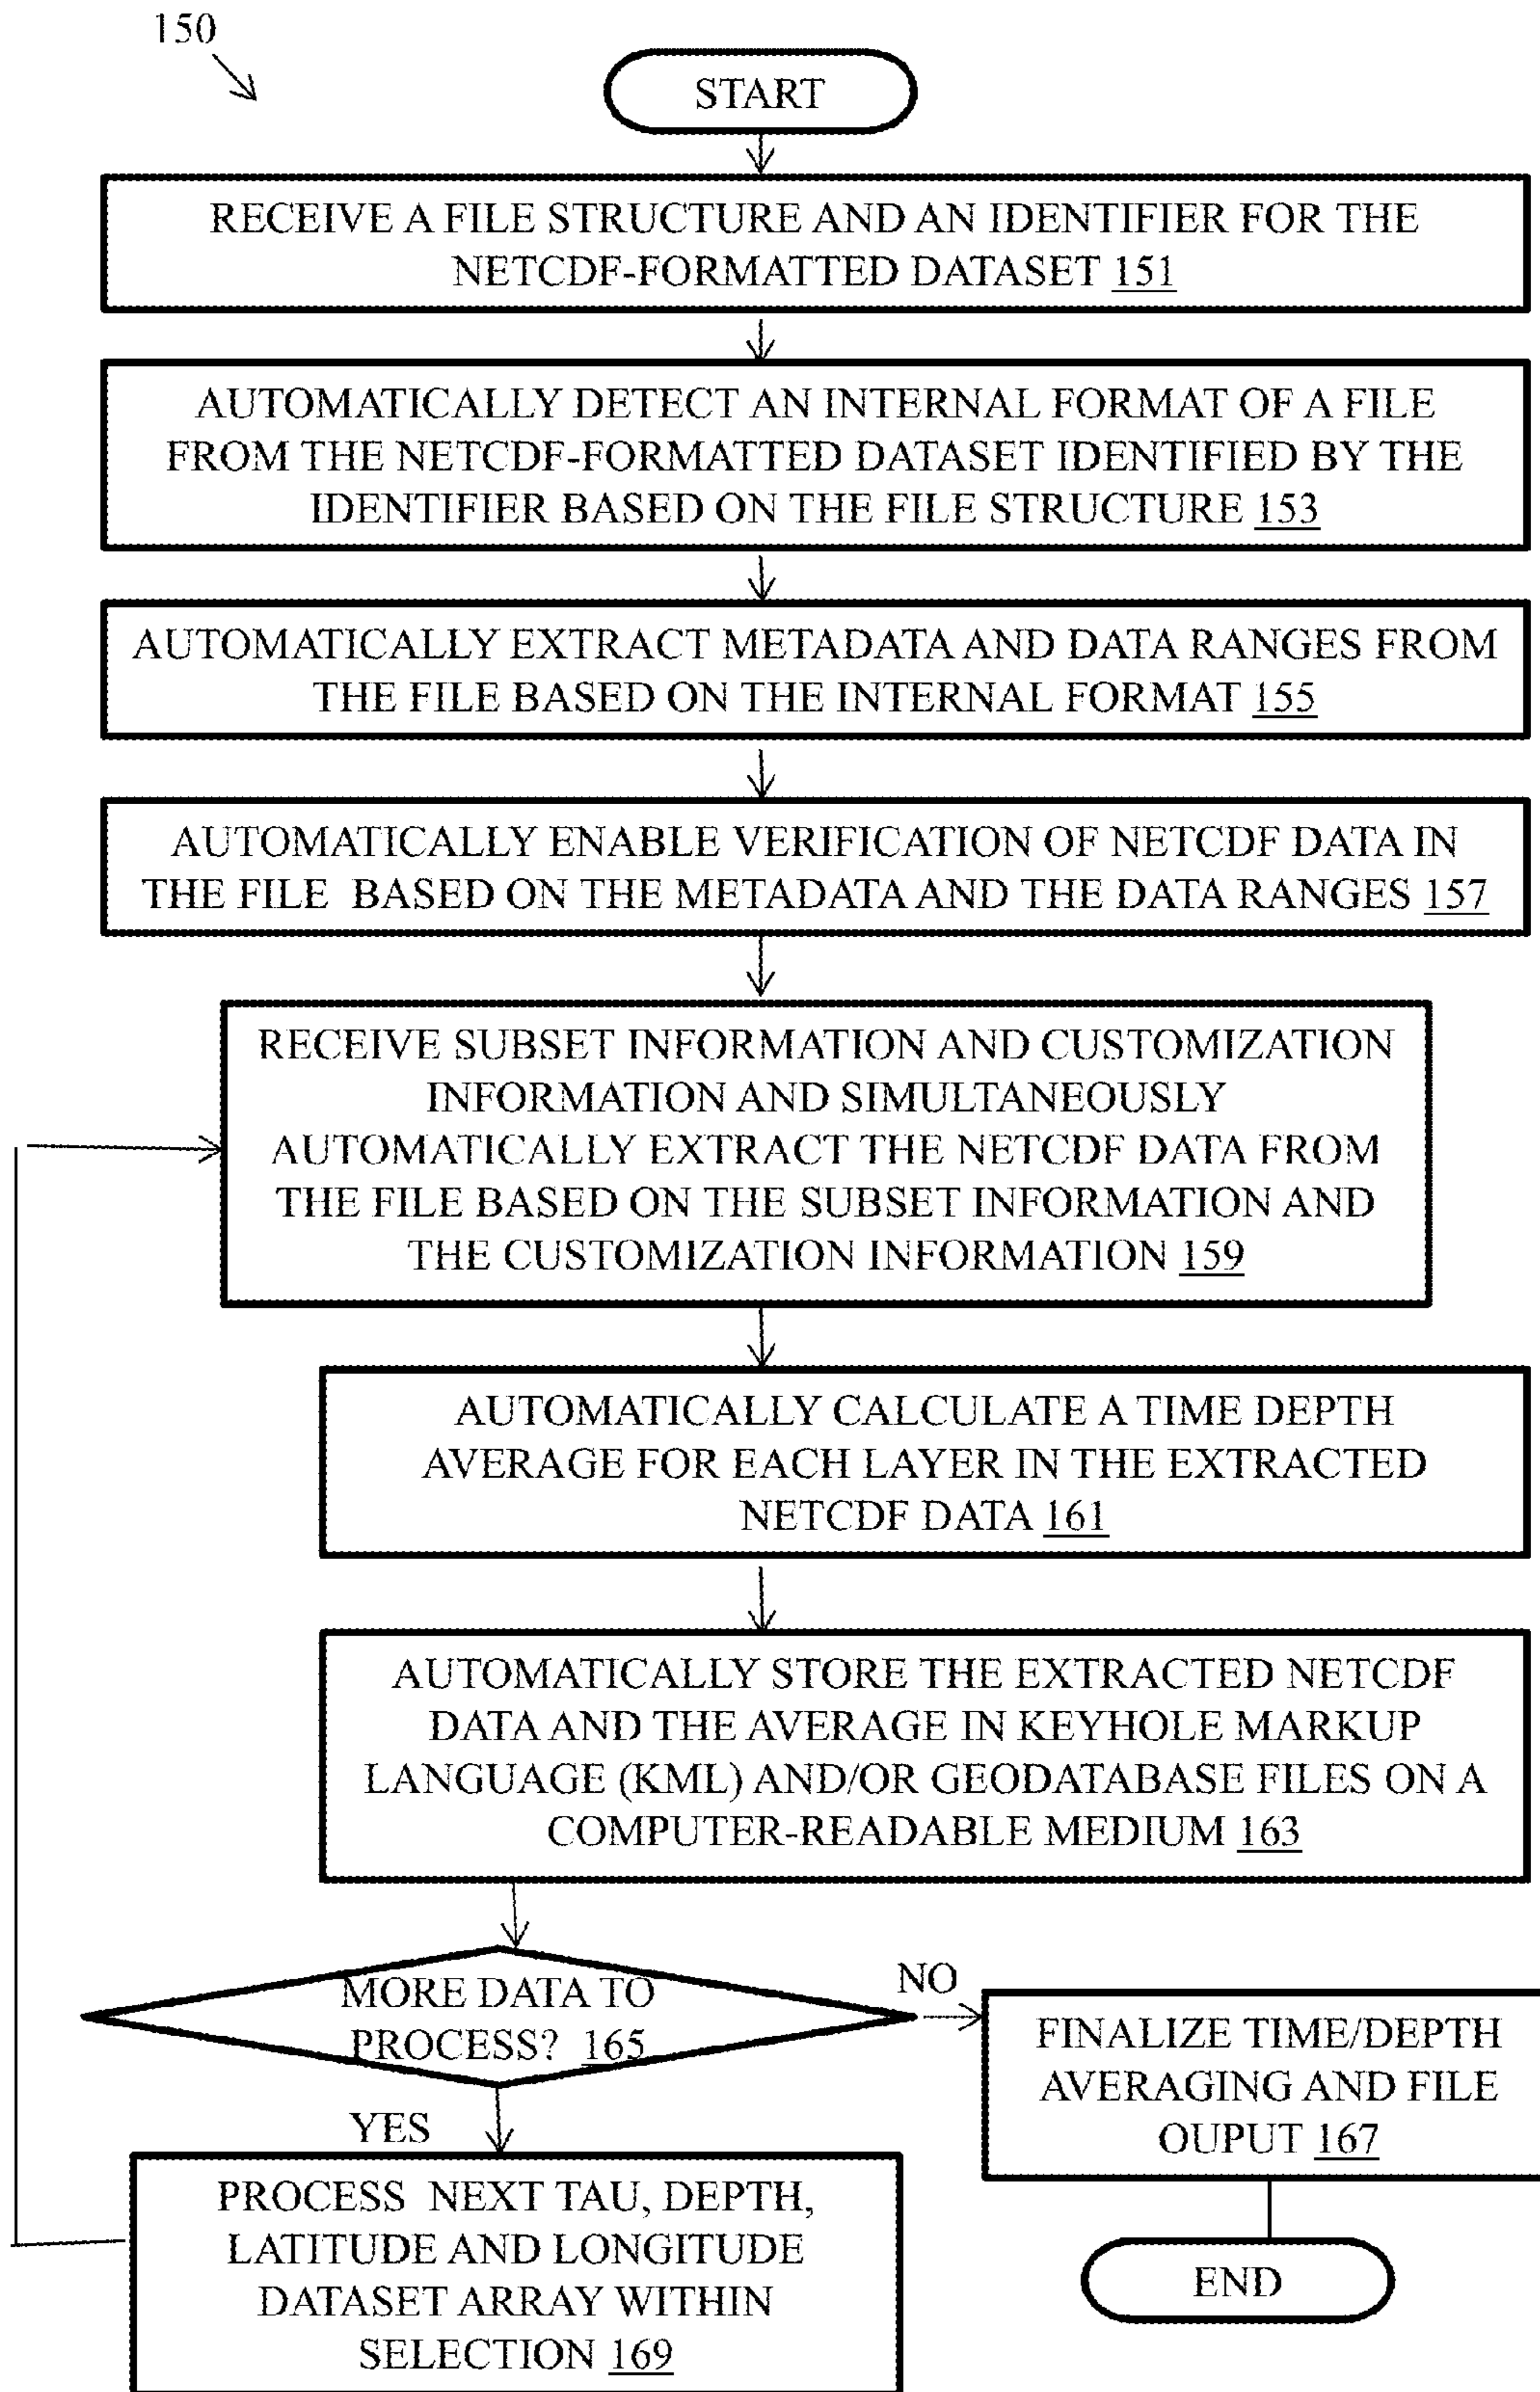 150
START
RECEIVE A FILE STRUCTURE AND AN IDENTIFIER FOR THE
NETCDF-FORMATTED DATASET 151
AUTOMATICALLY DETECT AN INTERNAL FORMAT OF A FILE
FROM THE NETCDF-FORMATTED DATASET IDENTIFIED BY THE
IDENTIFIER BASED ON THE FILE STRUCTURE 153
AUTOMATICALLY EXTRACT METADATA AND DATA RANGES FROM
THE FILE BASED ON THE INTERNAL FORMAT 155
AUTOMATICALLY ENABLE VERIFICATION OF NETCDF DATA IN
THE FILE BASED ON THE METADATA AND THE DATA RANGES 157
RECEIVE SUBSET INFORMATION AND CUSTOMIZATION
INFORMATION AND SIMULTANEOUSLY
AUTOMATICALLY EXTRACT THE NETCDF DATA FROM
THE FILE BASED ON THE SUBSET INFORMATION AND
THE CUSTOMIZATION INFORMATION 159
AUTOMATICALLY CALCULATE A TIME DEPTH
AVERAGE FOR EACH LAYER IN THE EXTRACTED
NETCDF DATA 161
AUTOMATICALLY STORE THE EXTRACTED NETCDF
DATA AND THE AVERAGE IN KEYHOLE MARKUP
LANGUAGE (KML) AND/OR GEODATABASE FILES ON A
COMPUTER-READABLE MEDIUM 163
MORE DATA TO
PROCESS? 165
NO
FINALIZE TIME/DEPTH
AVERAGING AND FILE
OUPUT 167
YES
PROCESS NEXT TAU, DEPTH,
LATITUDE AND LONGITUDE
DATASET ARRAY WITHIN
SELECTION 169
END